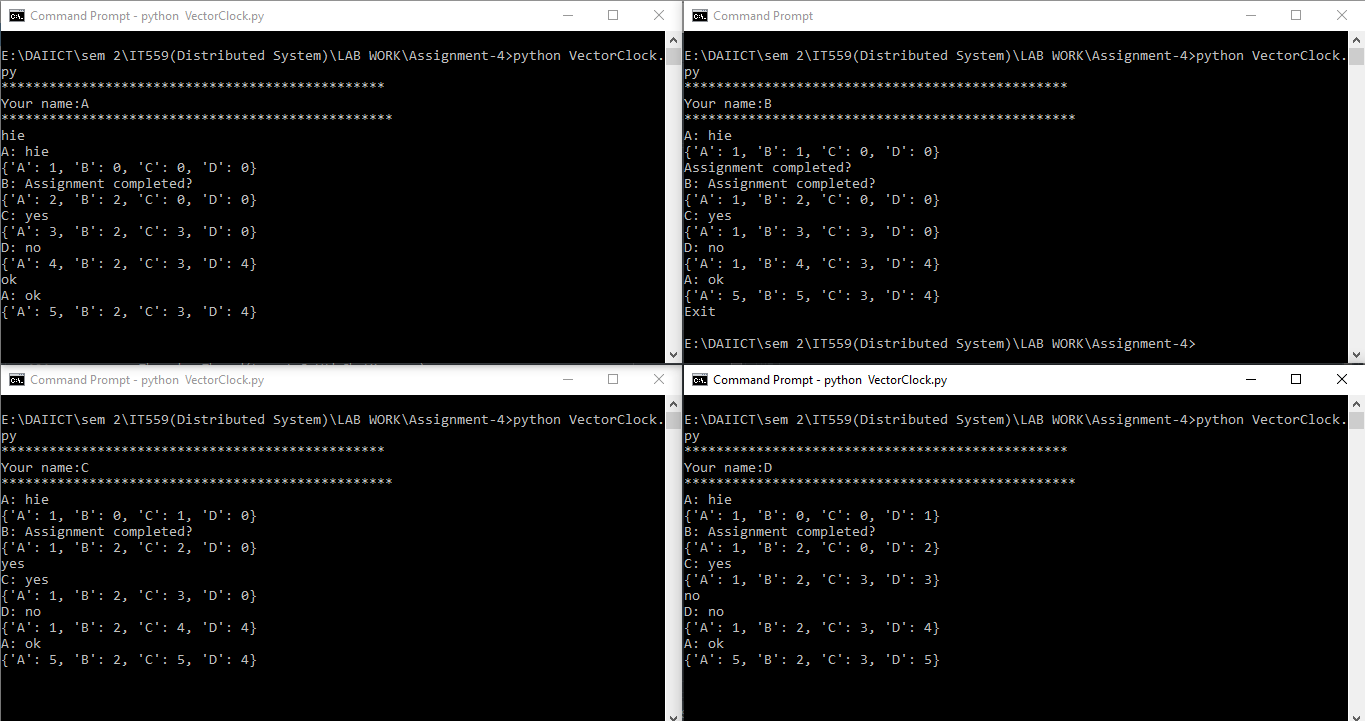 Command Prompt - python  VectorClock.py
E:\DAIICT\sem 2\IT559(Distributed System)\LAB WORK\Assignment-4>python VectorClock.
py
************************************************
Your name:A
*************************************************
hie
A: hie
{'A': 1, 'B': 0, 'C': 0, 'D': 0}
B: Assignment completed?
{'A': 2, 'B': 2, 'C': 0, 'D': 0}
C: yes
{'A': 3, 'B': 2, 'C': 3, 'D': 0}
D: no
{'A': 4, 'B': 2, 'C': 3, 'D': 4}
ok
A: ok
{'A': 5, 'B': 2, 'C': 3, 'D': 4}
Command Prompt
E:\DAIICT\sem 2\IT559(Distributed System)\LAB WORK\Assignment-4>python VectorClock.
py
************************************************
Your name:B
*************************************************
A: hie
{'A': 1, 'B': 1, 'C': 0, 'D': 0}
Assignment completed?
B: Assignment completed?
{'A': 1, 'B': 2, 'C': 0, 'D': 0}
C: yes
{'A': 1, 'B': 3, 'C': 3, 'D': 0}
D: no
{'A': 1, 'B': 4, 'C': 3, 'D': 4}
A: ok
{'A': 5, 'B': 5, 'C': 3, 'D': 4}
Exit
E:\DAIICT\sem 2\IT559(Distributed System)\LAB WORK\Assignment-4>
Command Prompt - python  VectorClock.py
E:\DAIICT\sem 2\IT559(Distributed System)\LAB WORK\Assignment-4>python VectorClock.
py
************************************************
Your name:C
*************************************************
A: hie
{'A': 1, 'B': 0, 'C': 1, 'D': 0}
B: Assignment completed?
{'A': 1, 'B': 2, 'C': 2, 'D': 0}
yes
C: yes
{'A': 1, 'B': 2, 'C': 3, 'D': 0}
D: no
{'A': 1, 'B': 2, 'C': 4, 'D': 4}
A: ok
{'A': 5, 'B': 2, 'C': 5, 'D': 4}
Command Prompt - python  VectorClock.py
E:\DAIICT\sem 2\IT559(Distributed System)\LAB WORK\Assignment-4>python VectorClock.
py
************************************************
Your name:D
*************************************************
A: hie
{'A': 1, 'B': 0, 'C': 0, 'D': 1}
B: Assignment completed?
{'A': 1, 'B': 2, 'C': 0, 'D': 2}
C: yes
{'A': 1, 'B': 2, 'C': 3, 'D': 3}
no
D: no
{'A': 1, 'B': 2, 'C': 3, 'D': 4}
A: ok
{'A': 5, 'B': 2, 'C': 3, 'D': 5}